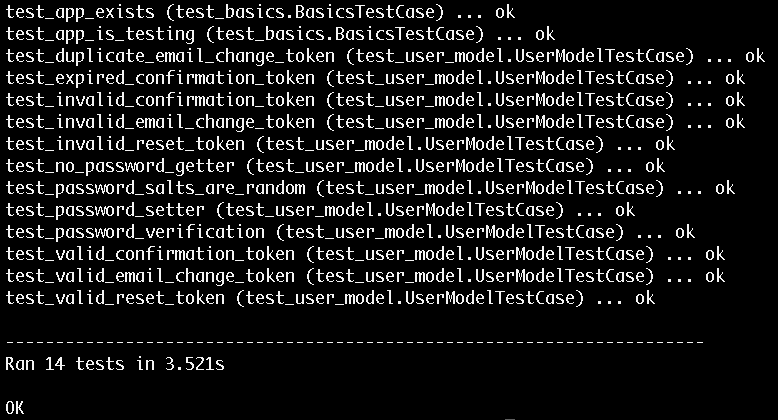 test_app_exists (test_basics.BasicsTestCase) ... ok
test_app_is_testing (test_basics.BasicsTestCase) ... ok
test_duplicate_email_change_token (test_user_model.UserModelTestCase) ... ok
test_expired_confirmation_token (test_user_model.UserModelTestCase) ... ok
test_invalid_confirmation_token (test_user_model.UserModelTestCase) ... ok
test_invalid_email_change_token (test_user_model.UserModelTestCase) ... ok
test_invalid_reset_token (test_user_model.UserModelTestCase) ... ok
test_no_password_getter (test_user_model.UserModelTestCase) ... ok
test_password_salts_are_random (test_user_model.UserModelTestCase) ... ok
test_password_setter (test_user_model.UserModelTestCase) ... ok
test_password_verification (test_user_model.UserModelTestCase) ... ok
test_valid_confirmation_token (test_user_model.UserModelTestCase) ... ok
test_valid_email_change_token (test_user_model.UserModelTestCase) ... ok
test_valid_reset_token (test_user_model.UserModelTestCase) ... ok
----------------------------------------------------------------------
Ran 14 tests in 3.521s
OK